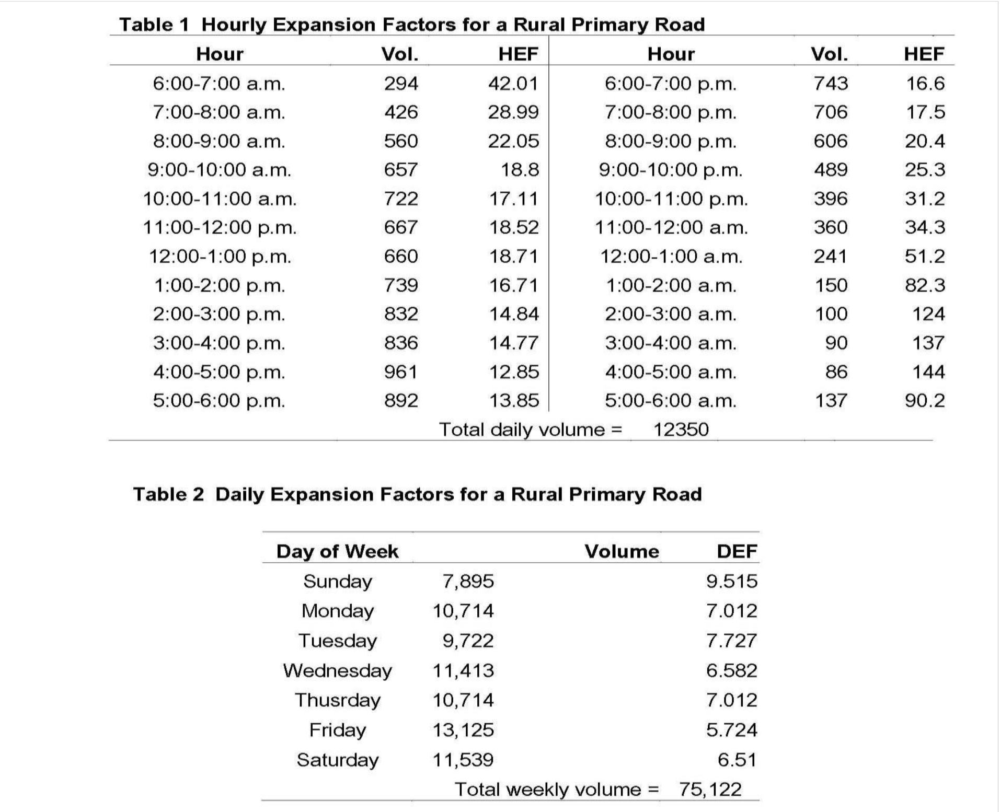 Table 1 Hourly Expansion Factors for a Rural Primary Road
Hour Vol. HEF Hour Vol. HEF
6:00-7:00 a.m. 294 42.01 6:00-7:00 p.m. 743 16.6
7:00-8:00 a.m. 426 28.99 7:00-8:00 p.m. 706 17.5
8:00-9:00 a.m. 560 22.05 8:00-9:00 p.m. 606 20.4
9:00-10:00 a.m. 657 18.8 9:00-10:00 p.m. 489 25.3
10:00-11:00 a.m. 722 17.11 10:00-11:00 p.m. 396 31.2
11:00-12:00 p.m. 667 18.52 11:00-12:00 a.m. 360 34.3
12:00-1:00 p.m. 660 18.71 12:00-1:00 a.m. 241 51.2
1:00-2:00 p.m. 739 16.71 1:00-2:00 a.m. 150 82.3
2:00-3:00 p.m. 832 14.84 2:00-3:00 a.m. 100 124
3:00-4:00 p.m. 836 14.77 3:00-4:00 a.m. 90 137
4:00-5:00 p.m. 961 12.85 4:00-5:00 a.m. 86 144
5:00-6:00 p.m. 892 13.85 5:00-6:00 a.m. 137 90.2
Total daily volume = 12350
Table 2 Daily Expansion Factors for a Rural Primary Road
Day of Week Volume DEF
Sunday 7,895 9.515
Monday 10,714 7.012
Tuesday 9,722 7.727
Wednesday 11,413 6.582
Thusrday 10,714 7.012
Friday 13,125 5.724
Saturday 11,539 6.51
Total weekly volume = 75,122